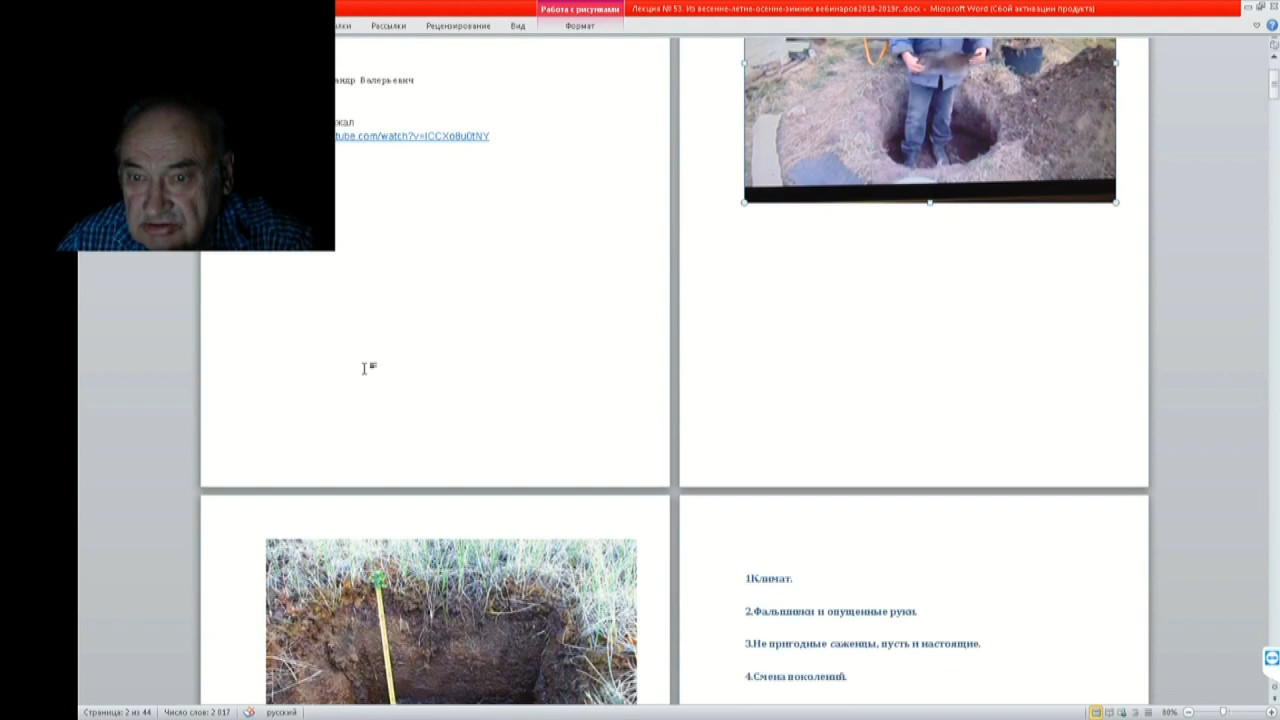 Работа с рисунками
Лекция № 53. Из весенне-летне-осенне-зимних вебинаров2018-2019г..docx - Microsoft Word (Сбой активации продукта)
Рассылки
Рецензирование
Вид
Формат
Валерьевич
tube.com/watch?v=ICCXo8u0tNY
1Климат.
2.Фальшивки и опущенные руки.
3.Не пригодные саженцы, пусть и настоящие.
4.Смена поколений.
Страница: 2 из 44
Число слов: 2 017
русский
80%